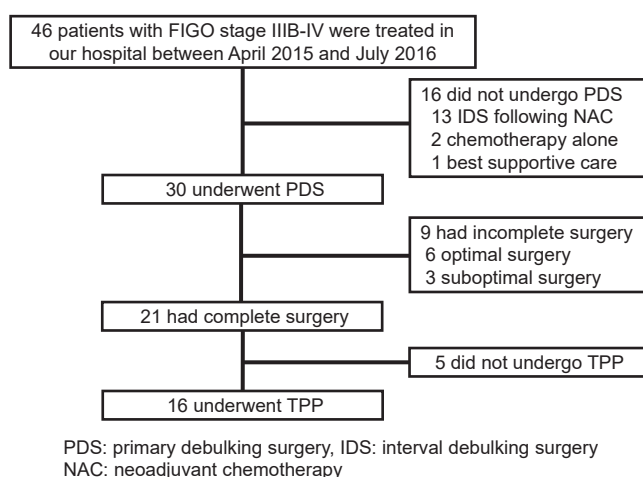 46 patients with FIGO stage IIIB-IV were treated in
our hospital between April 2015 and July 2016
16 did not undergo PDS
13 IDS following NAC
2 chemotherapy alone
1 best supportive care
30 underwent PDS
9 had incomplete surgery
6 optimal surgery
3 suboptimal surgery
21 had complete surgery
5 did not undergo TPP
16 underwent TPP
PDS: primary debulking surgery, IDS: interval debulking surgery
NAC: neoadjuvant chemotherapy